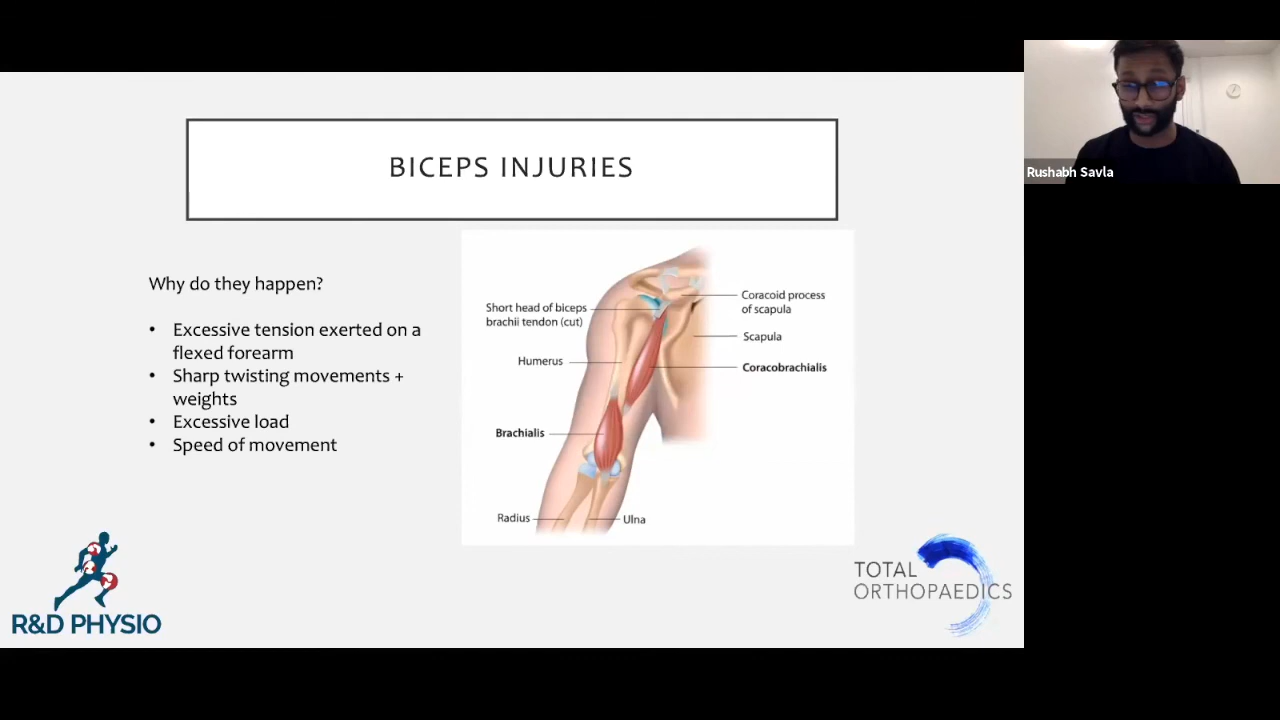 BICEPS INJURIES
Rushabh Savla
Why do they happen?
• Excessive tension exerted on a
flexed forearm
• Sharp twisting movements +
weights
• Excessive load
• Speed of movement
Short head of biceps
brachii tendon (cut)
Humerus
Brachialis
Radius
Coracoid process
of scapula
Scapula
Coracobrachialis
Ulna
R&D PHYSIO
TOTAL
ORTHOPAEDICS